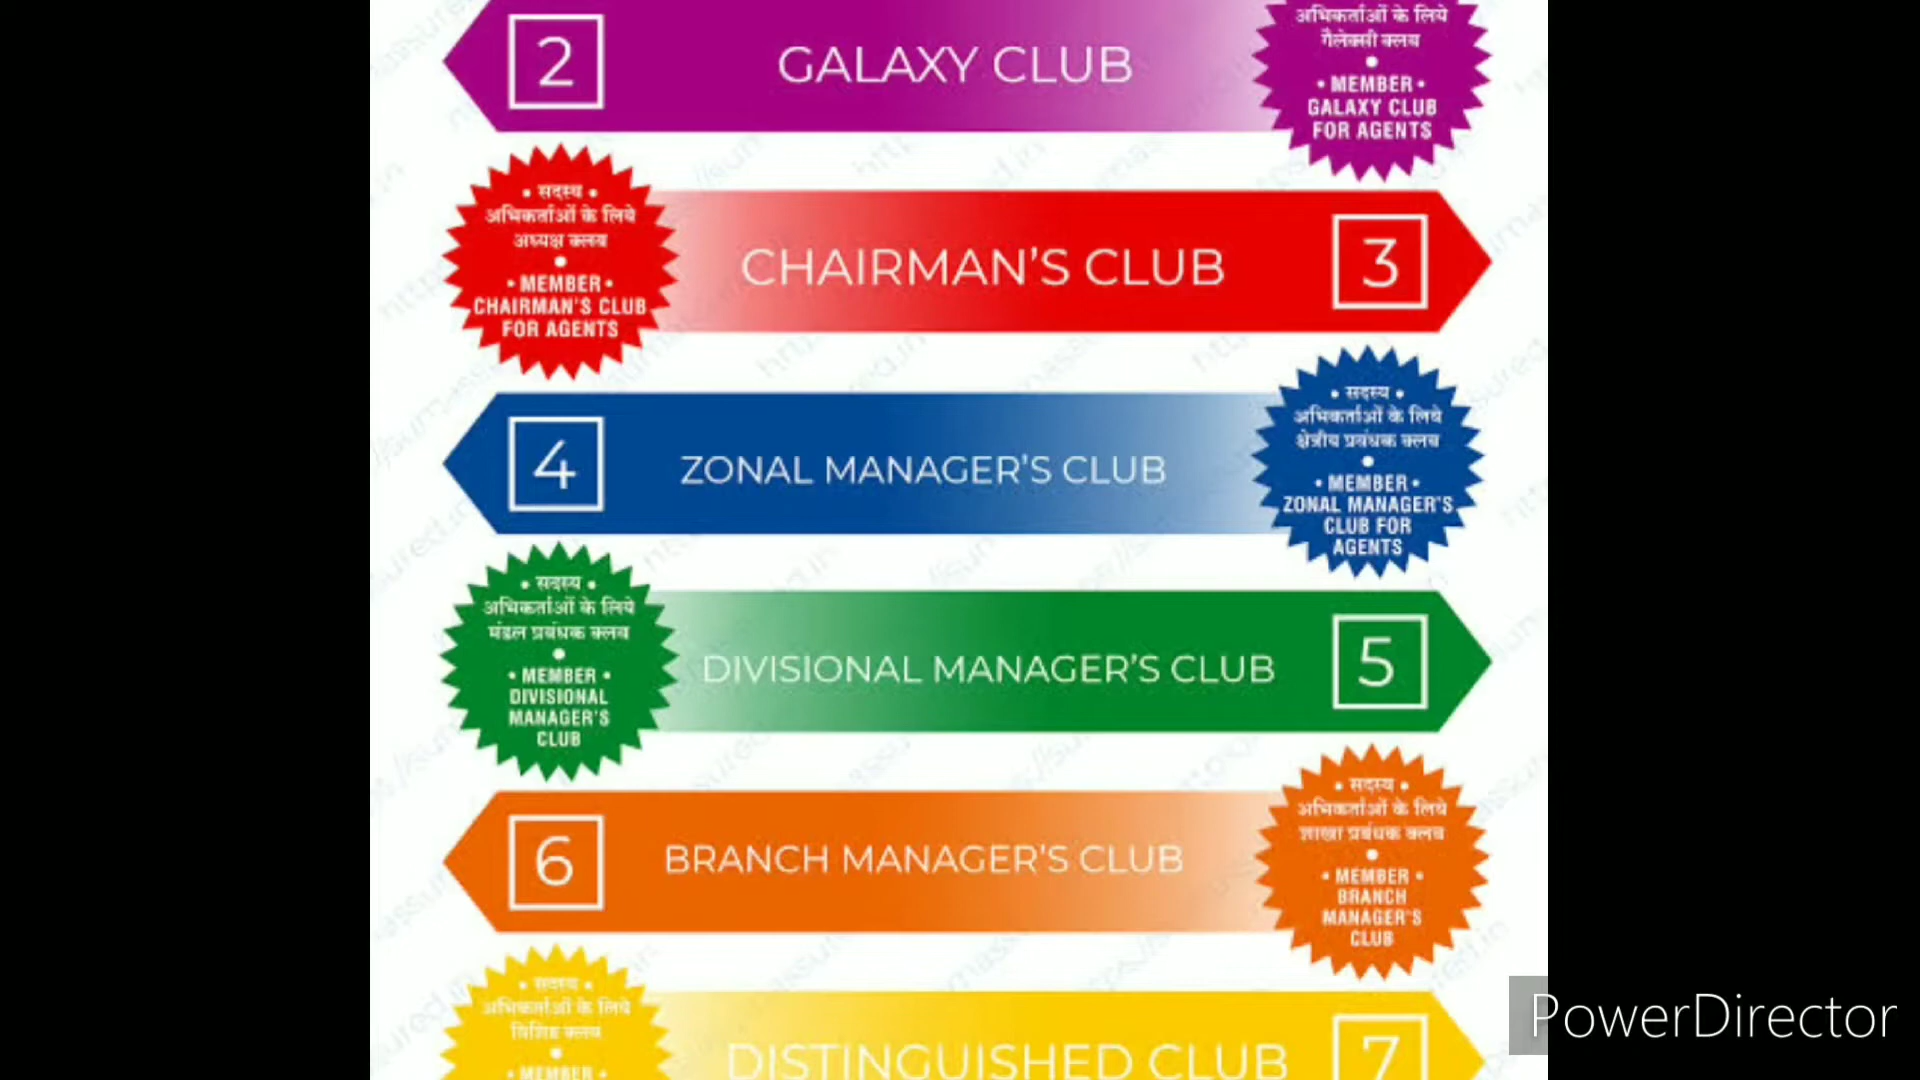 2
GALAXY CLUB
अभिकर्ताओं के लिये
गैलेक्सी क्लब
• MEMBER •
GALAXY CLUB
FOR AGENTS
• सदस्य •
अभिकर्ताओं के लिये
अध्यक्ष क्लब
• MEMBER •
CHAIRMAN'S CLUB
FOR AGENTS
CHAIRMAN'S CLUB
3
4
ZONAL MANAGER'S CLUB
• सदस्य •
अभिकर्ताओं के लिये
क्षेत्रीय प्रबंधक क्लब
• MEMBER •
ZONAL MANAGER'S
CLUB FOR
AGENTS
• सदस्य •
अभिकर्ताओं के लिये
मंडल प्रबंधक क्लब
• MEMBER •
DIVISIONAL
MANAGER'S
CLUB
DIVISIONAL MANAGER'S CLUB
5
6
BRANCH MANAGER'S CLUB
• सदस्य •
अभिकर्ताओं के लिये
शाखा प्रबंधक क्लब
• MEMBER •
BRANCH
MANAGER'S
CLUB
• सदस्य •
अभिकर्ताओं के लिये
विशिष्ट क्लब
• MEMBER •
DISTINGUISHED CLUB
7
PowerDirector